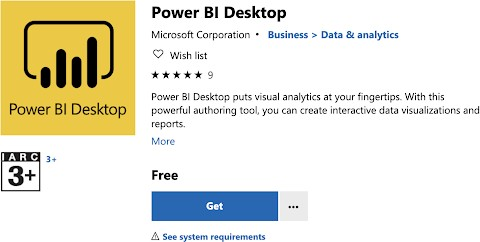 Power BI Desktop
Power BI Desktop
Microsoft Corporation • Business > Data & analytics
Wish list
9
Power BI Desktop puts visual analytics at your fingertips. With this
powerful authoring tool, you can create interactive data visualizations and
reports.
More
IARC
3+
3+
Free
Get
...
See system requirements